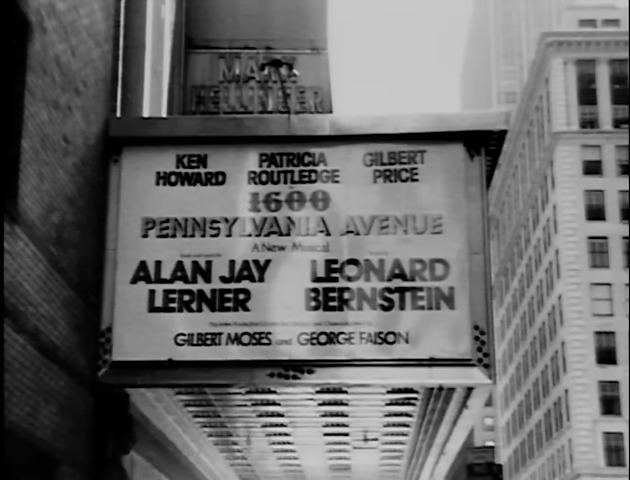 MARK
HELLINGER
KEN HOWARD
PATRICIA ROUTLEDGE
GILBERT PRICE
1600
PENNSYLVANIA AVENUE
A New Musical
ALAN JAY LERNER
LEONARD BERNSTEIN
GILBERT MOSES and GEORGE FAISON